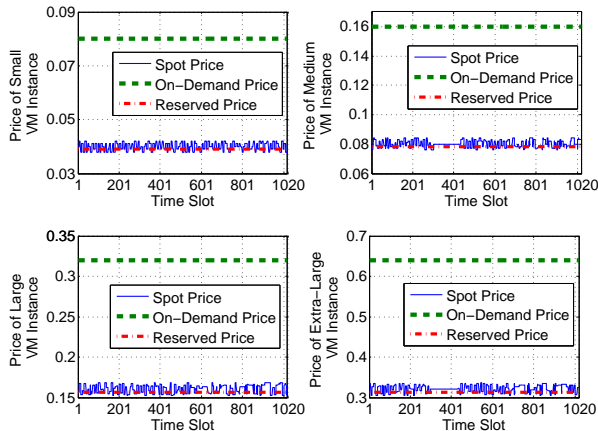 0.09
0.07
0.05
0.03
Price of Small
VM Instance
Spot Price
On-Demand Price
Reserved Price
1 201 401 601 801 1020
Time Slot
0.16
0.14
0.12
0.1
0.08
0.06
Price of Medium
VM Instance
Spot Price
On-Demand Price
Reserved Price
1 201 401 601 801 1020
Time Slot
0.35
0.3
0.25
0.2
0.15
Price of Large
VM Instance
Spot Price
On-Demand Price
Reserved Price
1 201 401 601 801 1020
Time Slot
0.7
0.6
0.5
0.4
0.3
Price of Extra-Large
VM Instance
Spot Price
On-Demand Price
Reserved Price
1 201 401 601 801 1020
Time Slot